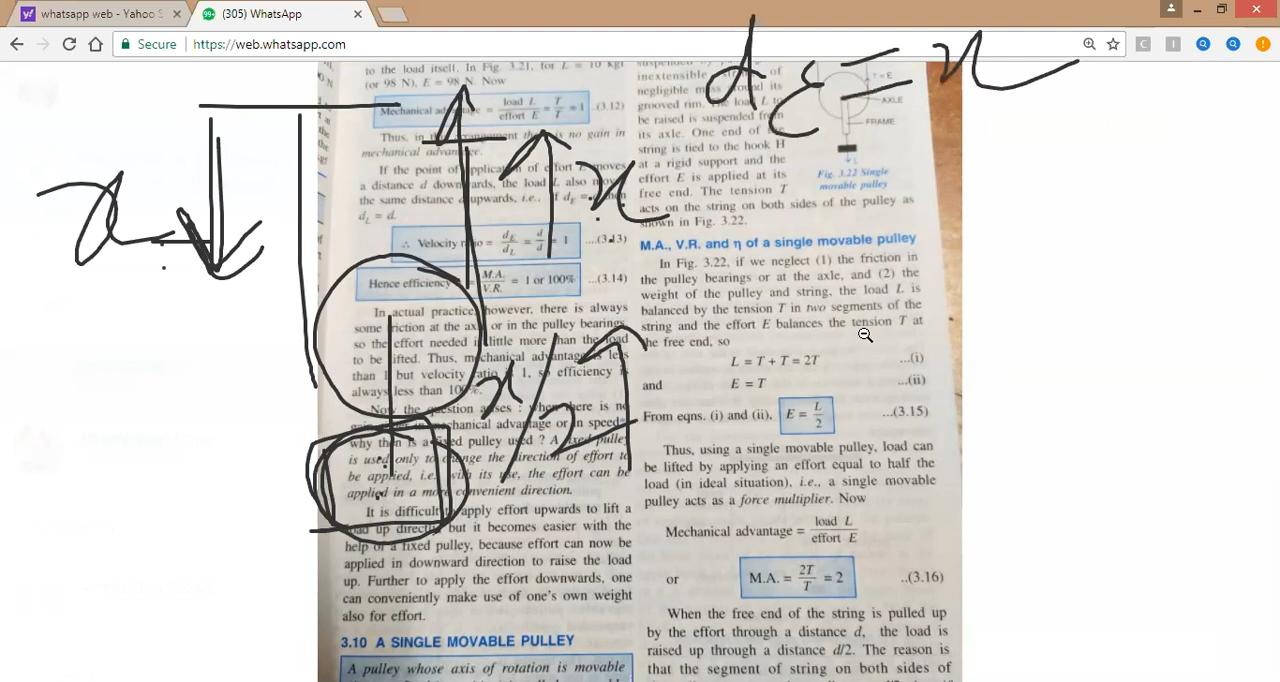 whatsapp web - Yahoo S
(305) WhatsApp
Secure
https://web.whatsapp.com
to the load itself. In Fig. 3.21, for L = 10 kgf
(or 98 N), E = 98 N. Now
Mechanical advantage = load L / effort E = T / T = 1 ..(3.12)
Thus, in this arrangement there is no gain in
mechanical advantage.
If the point of application of effort E moves
a distance d downwards, the load L also moves
the same distance d upwards, i.e., if dE = d then
dL = d.
∴ Velocity ratio = dE / dL = d / d = 1 ....(3.13)
Hence efficiency = M.A. / V.R. = 1 or 100% ...(3.14)
In actual practice, however, there is always
some friction at the axle or in the pulley bearings,
so the effort needed is little more than the load
to be lifted. Thus, mechanical advantage is less
than 1 but velocity ratio is 1, so efficiency is
always less than 100%.
Now the question arises : when there is no
gain in mechanical advantage or in speed,
why then is a fixed pulley used ? A fixed pulley
is used only to change the direction of effort to
be applied, i.e., with its use, the effort can be
applied in a more convenient direction.
It is difficult to apply effort upwards to lift a
load up directly but it becomes easier with the
help of a fixed pulley, because effort can now be
applied in downward direction to raise the load
up. Further to apply the effort downwards, one
can conveniently make use of one's own weight
also for effort.
3.10 A SINGLE MOVABLE PULLEY
A pulley whose axis of rotation is movable
inextensible string of
negligible mass around its
grooved rim. The load L to
be raised is suspended from
its axle. One end of the
string is tied to the hook H
at a rigid support and the
effort E is applied at its
free end. The tension T
acts on the string on both sides of the pulley as
shown in Fig. 3.22.
T = E
AXLE
FRAME
L
Fig. 3.22 Single
movable pulley
M.A., V.R. and η of a single movable pulley
In Fig. 3.22, if we neglect (1) the friction in
the pulley bearings or at the axle, and (2) the
weight of the pulley and string, the load L is
balanced by the tension T in two segments of the
string and the effort E balances the tension T at
the free end, so
L = T + T = 2T ...(i)
and E = T ...(ii)
From eqns. (i) and (ii), E = L / 2 ...(3.15)
Thus, using a single movable pulley, load can
be lifted by applying an effort equal to half the
load (in ideal situation), i.e., a single movable
pulley acts as a force multiplier. Now
Mechanical advantage = load L / effort E
or M.A. = 2T / T = 2 ..(3.16)
When the free end of the string is pulled up
by the effort through a distance d, the load is
raised up through a distance d/2. The reason is
that the segment of string on both sides of
x
x
x/2
d
e = x